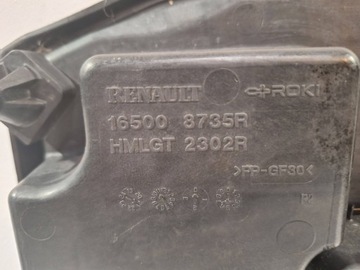 RENAULT ROKI
16500 8735R
HMLGT 2302R
>PP-GF30<